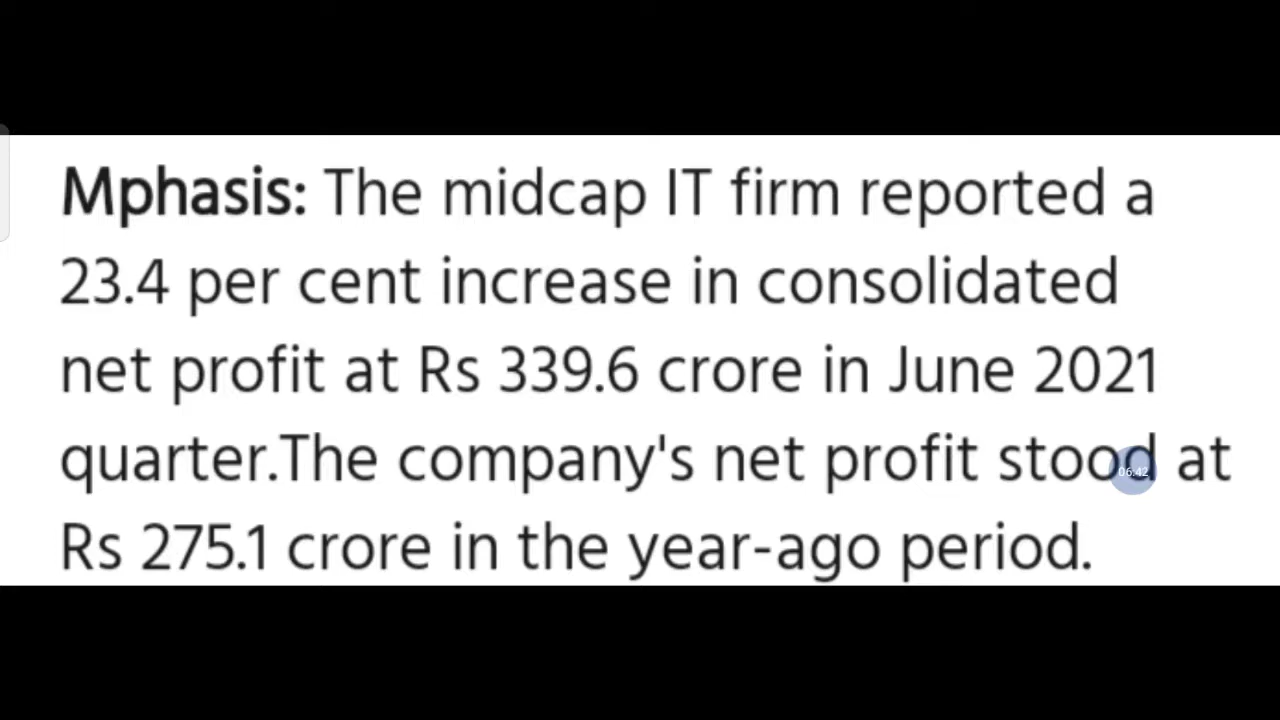 Mphasis: The midcap IT firm reported a
23.4 per cent increase in consolidated
net profit at Rs 339.6 crore in June 2021
quarter.The company's net profit stood at
06:42
Rs 275.1 crore in the year-ago period.